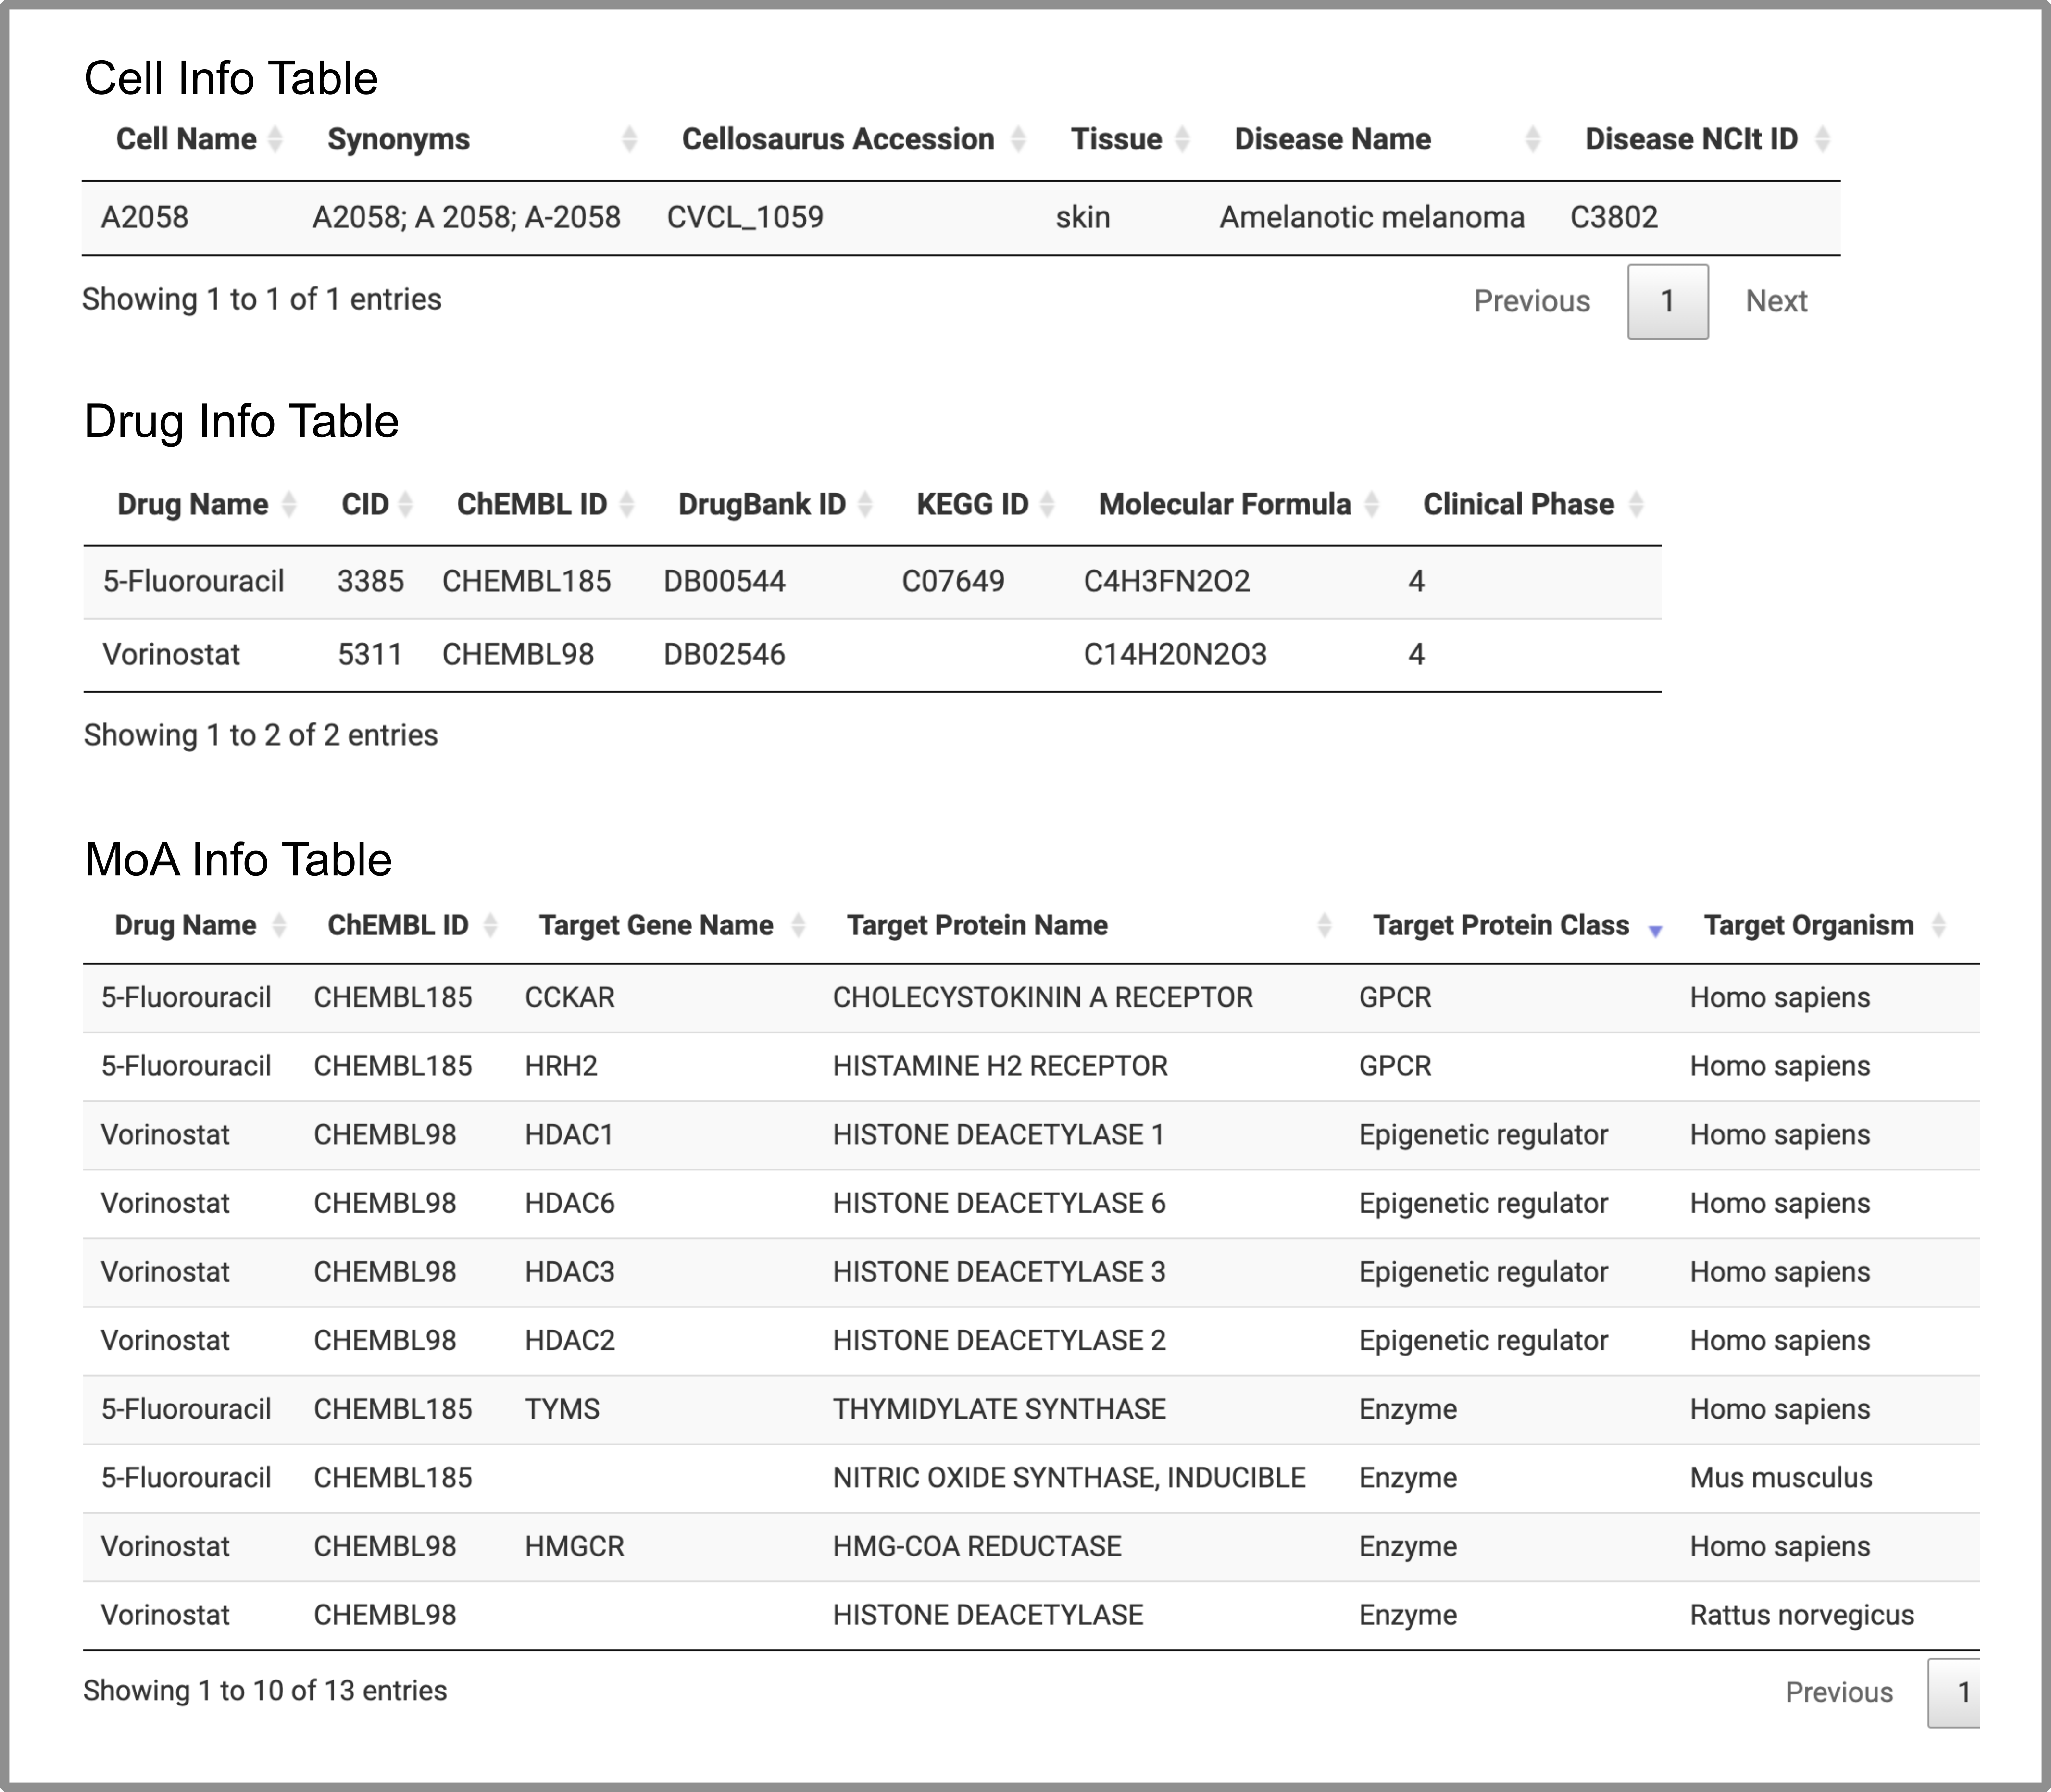 Cell Info Table
Cell Name Synonyms Cellosaurus Accession Tissue Disease Name Disease NCIt ID
A2058 A2058; A 2058; A-2058 CVCL_1059 skin Amelanotic melanoma C3802
Showing 1 to 1 of 1 entries Previous 1 Next
Drug Info Table
Drug Name CID ChEMBL ID DrugBank ID KEGG ID Molecular Formula Clinical Phase
5-Fluorouracil 3385 CHEMBL185 DB00544 C07649 C4H3FN2O2 4
Vorinostat 5311 CHEMBL98 DB02546 C14H20N2O3 4
Showing 1 to 2 of 2 entries
MoA Info Table
Drug Name ChEMBL ID Target Gene Name Target Protein Name Target Protein Class Target Organism
5-Fluorouracil CHEMBL185 CCKAR CHOLECYSTOKININ A RECEPTOR GPCR Homo sapiens
5-Fluorouracil CHEMBL185 HRH2 HISTAMINE H2 RECEPTOR GPCR Homo sapiens
Vorinostat CHEMBL98 HDAC1 HISTONE DEACETYLASE 1 Epigenetic regulator Homo sapiens
Vorinostat CHEMBL98 HDAC6 HISTONE DEACETYLASE 6 Epigenetic regulator Homo sapiens
Vorinostat CHEMBL98 HDAC3 HISTONE DEACETYLASE 3 Epigenetic regulator Homo sapiens
Vorinostat CHEMBL98 HDAC2 HISTONE DEACETYLASE 2 Epigenetic regulator Homo sapiens
5-Fluorouracil CHEMBL185 TYMS THYMIDYLATE SYNTHASE Enzyme Homo sapiens
5-Fluorouracil CHEMBL185 NITRIC OXIDE SYNTHASE, INDUCIBLE Enzyme Mus musculus
Vorinostat CHEMBL98 HMGCR HMG-COA REDUCTASE Enzyme Homo sapiens
Vorinostat CHEMBL98 HISTONE DEACETYLASE Enzyme Rattus norvegicus
Showing 1 to 10 of 13 entries Previous 1